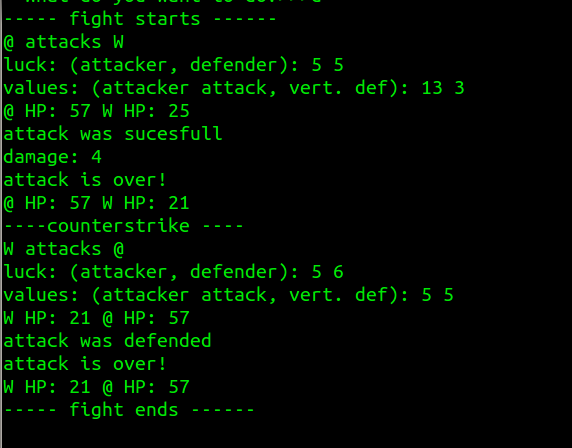 ----- fight starts ------
@ attacks W
luck: (attacker, defender): 5 5
values: (attacker attack, vert. def): 13 3
@ HP: 57 W HP: 25
attack was sucesfull
damage: 4
attack is over!
@ HP: 57 W HP: 21
----counterstrike ----
W attacks @
luck: (attacker, defender): 5 6
values: (attacker attack, vert. def): 5 5
W HP: 21 @ HP: 57
attack was defended
attack is over!
W HP: 21 @ HP: 57
----- fight ends ------